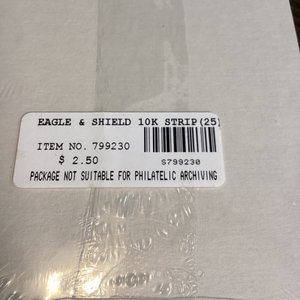 EAGLE & SHIELD 10K STRIP(25)
ITEM NO. 799230
$ 2.50
S799230
PACKAGE NOT SUITABLE FOR PHILATELIC ARCHIVING